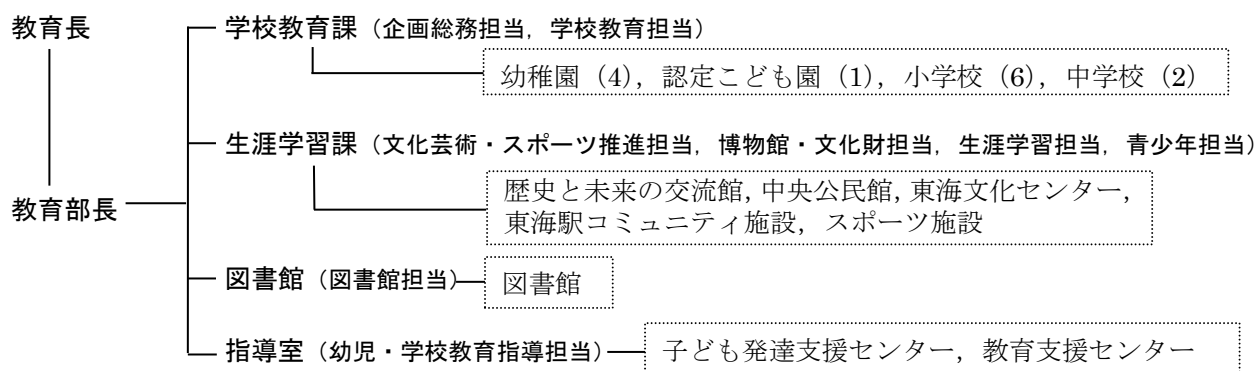 教育長
学校教育課（企画総務担当，学校教育担当）
幼稚園（4），認定こども園（1），小学校（6），中学校（2）
生涯学習課（文化芸術・スポーツ推進担当，博物館・文化財担当，生涯学習担当，青少年担当）
歴史と未来の交流館，中央公民館，東海文化センター，
東海駅コミュニティ施設，スポーツ施設
教育部長
図書館（図書館担当）
図書館
指導室（幼児・学校教育指導担当）
子ども発達支援センター，教育支援センター